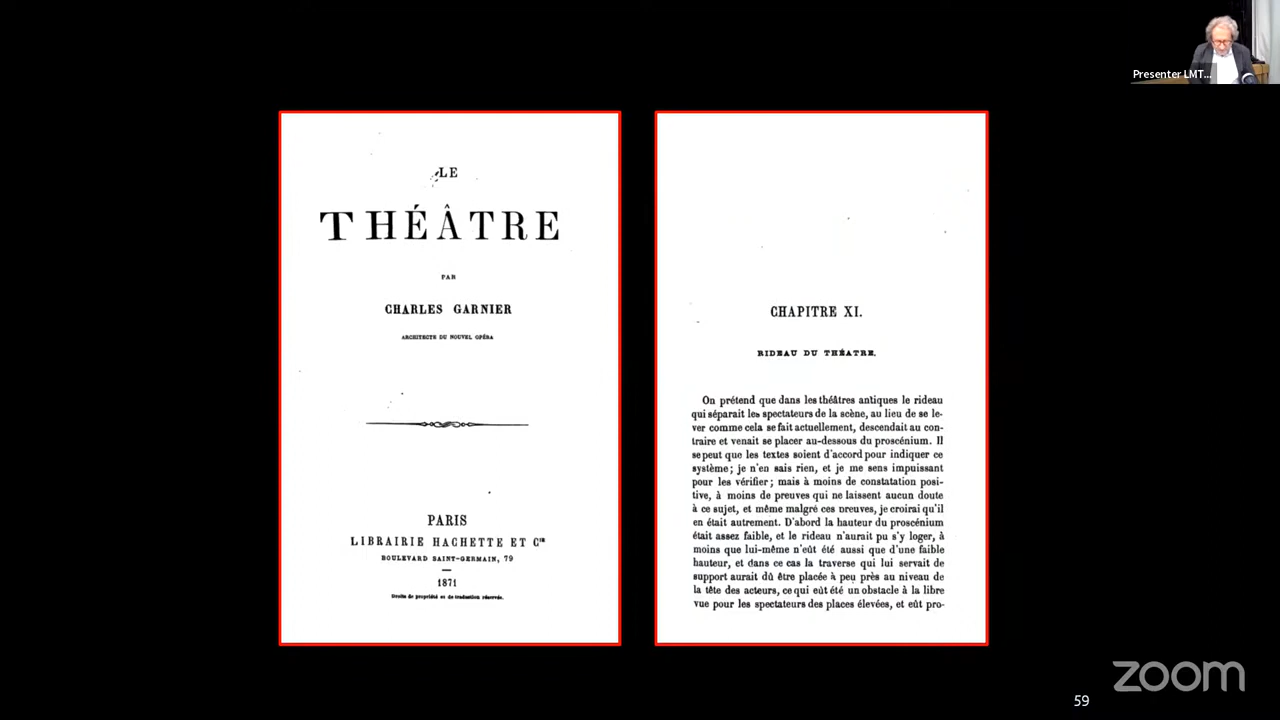 Presenter LMT...
LE
THÉÂTRE
PAR
CHARLES GARNIER
ARCHITECTE DU NOUVEL OPÉRA
PARIS
LIBRAIRIE HACHETTE ET Cie
BOULEVARD SAINT-GERMAIN, 79
1871
Droits de propriété et de traduction réservés.
CHAPITRE XI.
RIDEAU DU THÉATRE.
On prétend que dans les théâtres antiques le rideau
qui séparait les spectateurs de la scène, au lieu de se le-
ver comme cela se fait actuellement, descendait au con-
traire et venait se placer au-dessous du proscénium. Il
se peut que les textes soient d'accord pour indiquer ce
système; je n'en sais rien, et je me sens impuissant
pour les vérifier; mais à moins de constatation posi-
tive, à moins de preuves qui ne laissent aucun doute
à ce sujet, et même malgré ces preuves, je croirai qu'il
en était autrement. D'abord la hauteur du proscénium
était assez faible, et le rideau n'aurait pu s'y loger, à
moins que lui-même n'eût été aussi que d'une faible
hauteur, et dans ce cas la traverse qui lui servait de
support aurait dû être placée à peu près au niveau de
la tête des acteurs, ce qui eût été un obstacle à la libre
vue pour les spectateurs des places élevées, et eût pro-
zoom
59